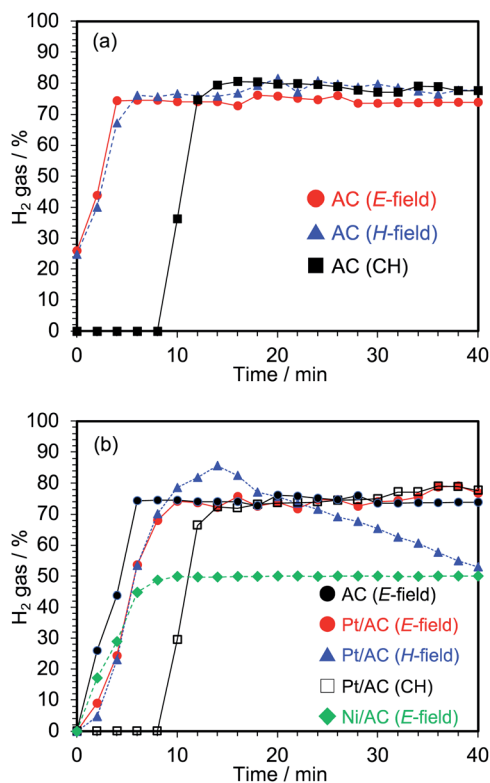 100
(a)
90
80
70
60
50
40
30
20
10
0
H₂ gas / %
AC (E-field)
AC (H-field)
AC (CH)
0 10 20 30 40
Time / min
100
(b)
90
80
70
60
50
40
30
20
10
0
H₂ gas / %
AC (E-field)
Pt/AC (E-field)
Pt/AC (H-field)
Pt/AC (CH)
Ni/AC (E-field)
0 10 20 30 40
Time / min